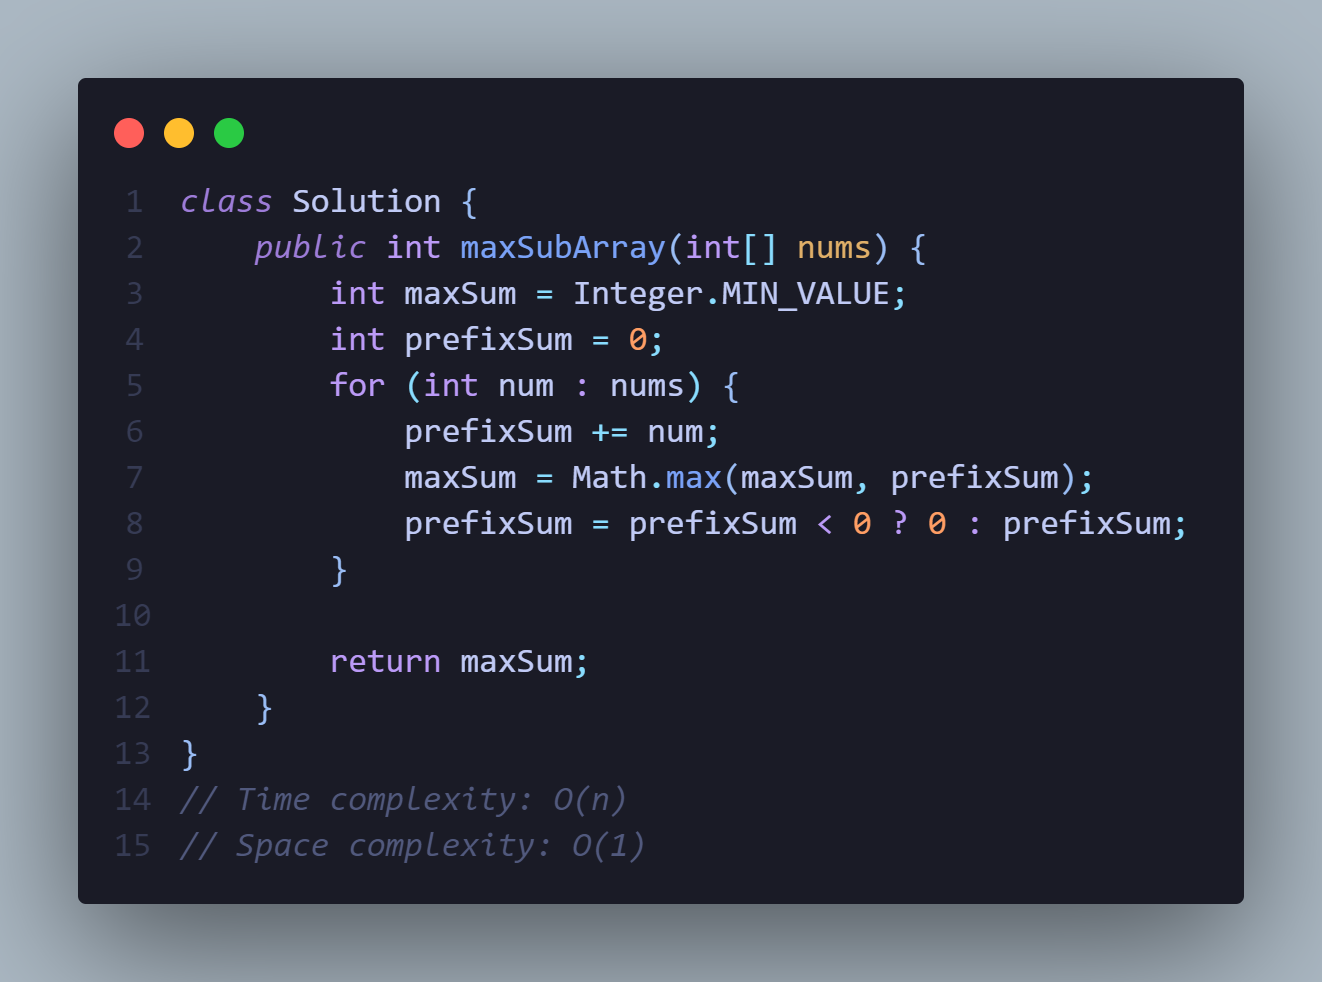 1 class Solution {
2     public int maxSubArray(int[] nums) {
3         int maxSum = Integer.MIN_VALUE;
4         int prefixSum = 0;
5         for (int num : nums) {
6             prefixSum += num;
7             maxSum = Math.max(maxSum, prefixSum);
8             prefixSum = prefixSum < 0 ? 0 : prefixSum;
9         }
10
11         return maxSum;
12     }
13 }
14 // Time complexity: O(n)
15 // Space complexity: O(1)